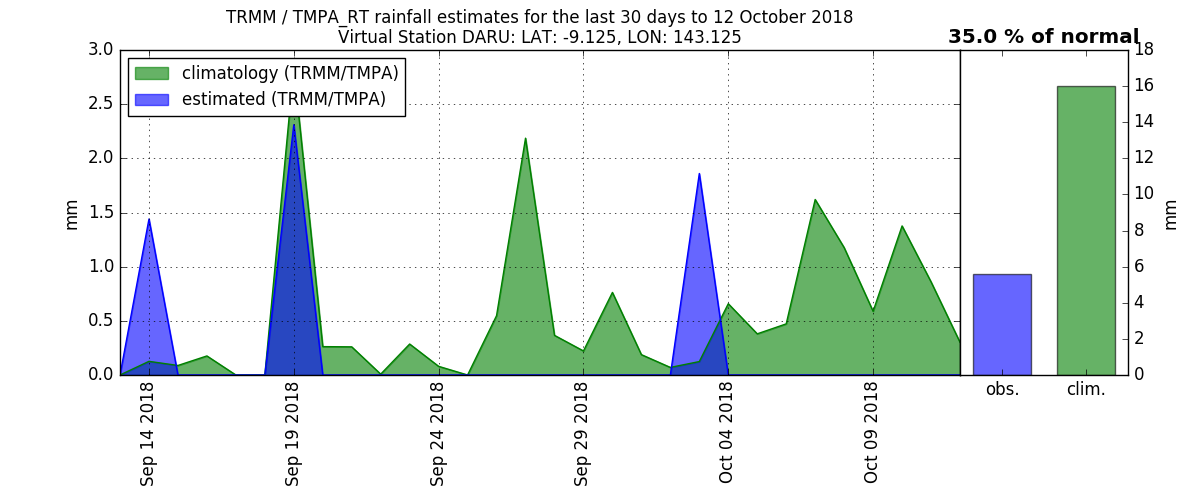 TRMM / TMPA_RT rainfall estimates for the last 30 days to 12 October 2018
Virtual Station DARU: LAT: -9.125, LON: 143.125
35.0 % of normal
climatology (TRMM/TMPA)
estimated (TRMM/TMPA)
mm
3.0
2.5
2.0
1.5
1.0
0.5
0.0
Sep 14 2018
Sep 19 2018
Sep 24 2018
Sep 29 2018
Oct 04 2018
Oct 09 2018
obs.
clim.
18
16
14
12
10
8
6
4
2
0
mm